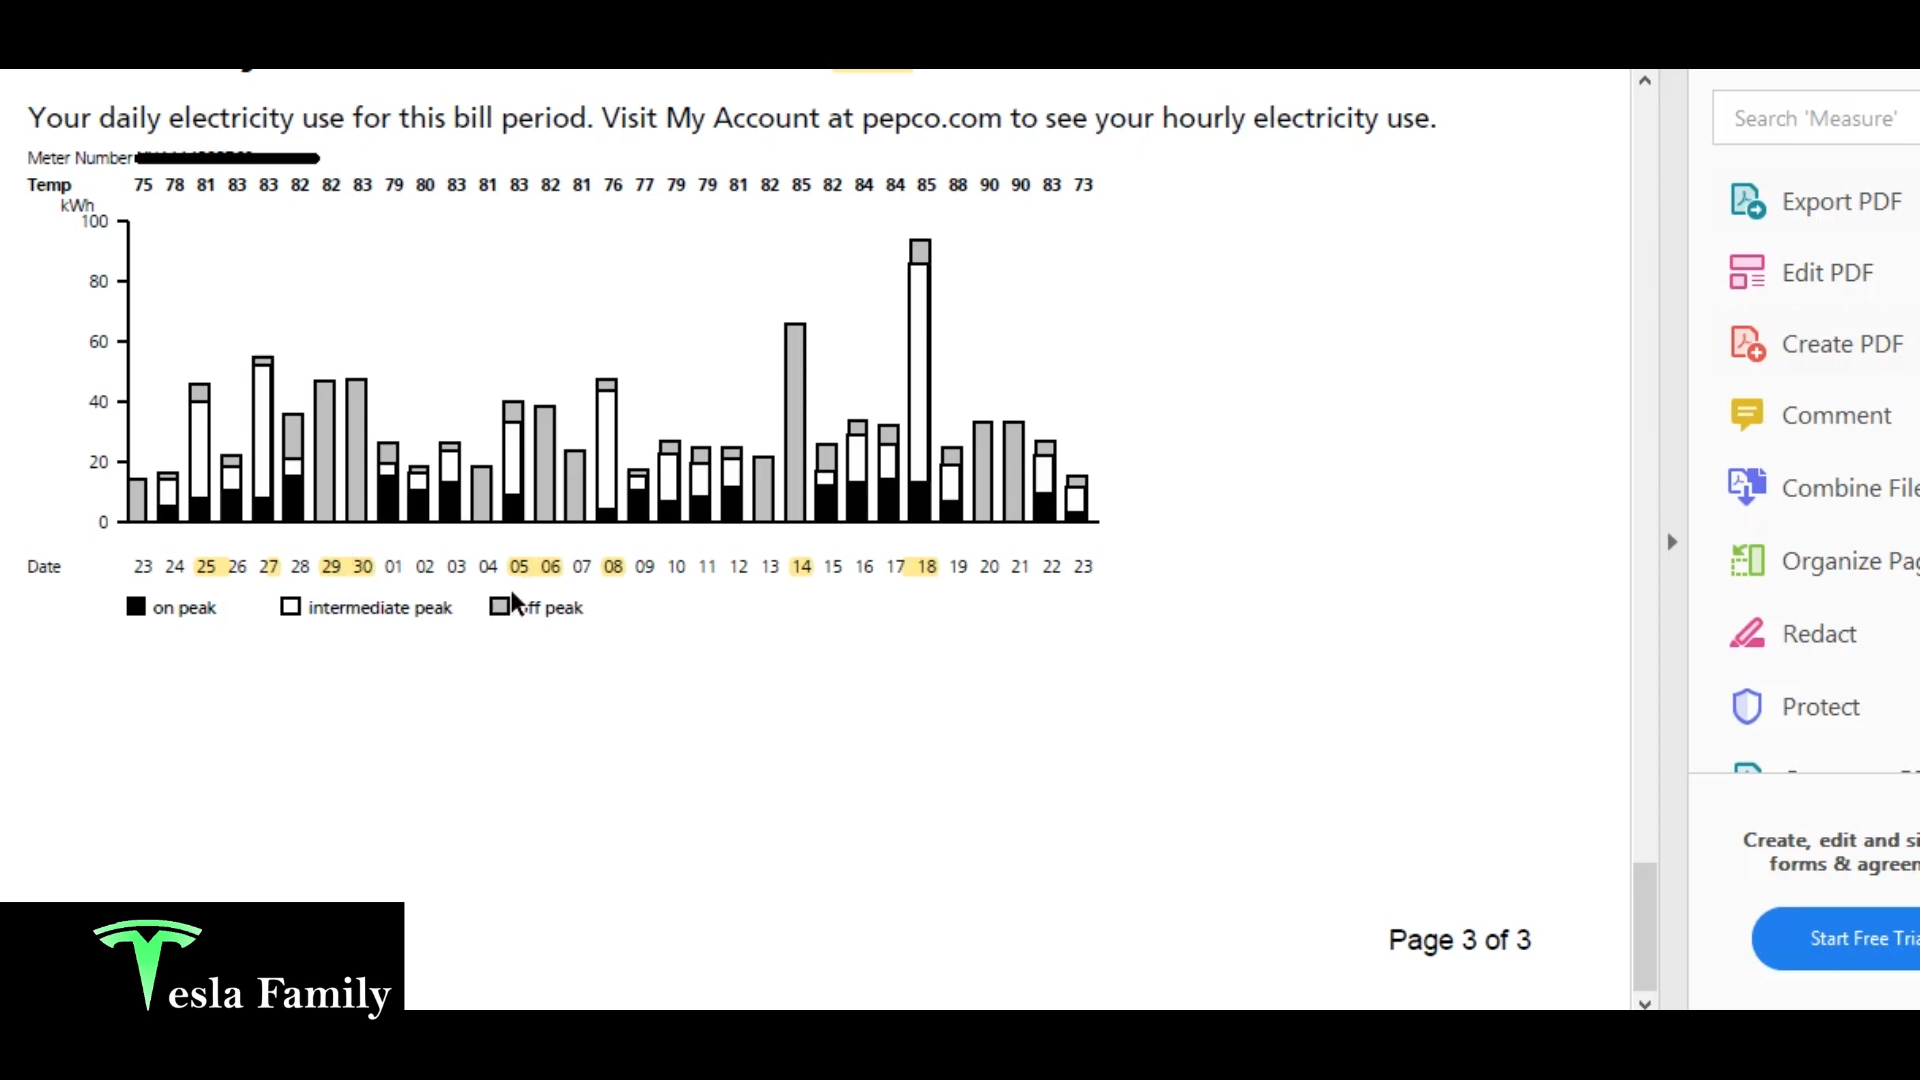 Your daily electricity use for this bill period. Visit My Account at pepco.com to see your hourly electricity use.
Meter Number
Temp 75 78 81 83 83 82 82 83 79 80 83 81 83 82 81 76 77 79 79 81 82 85 82 84 84 85 88 90 90 83 73
kWh
100
80
60
40
20
0
Date 23 24 25 26 27 28 29 30 01 02 03 04 05 06 07 08 09 10 11 12 13 14 15 16 17 18 19 20 21 22 23
on peak intermediate peak off peak
Page 3 of 3
Tesla Family
Search 'Measure'
Export PDF
Edit PDF
Create PDF
Comment
Combine File
Organize Pag
Redact
Protect
Create, edit and si
forms & agreem
Start Free Tria